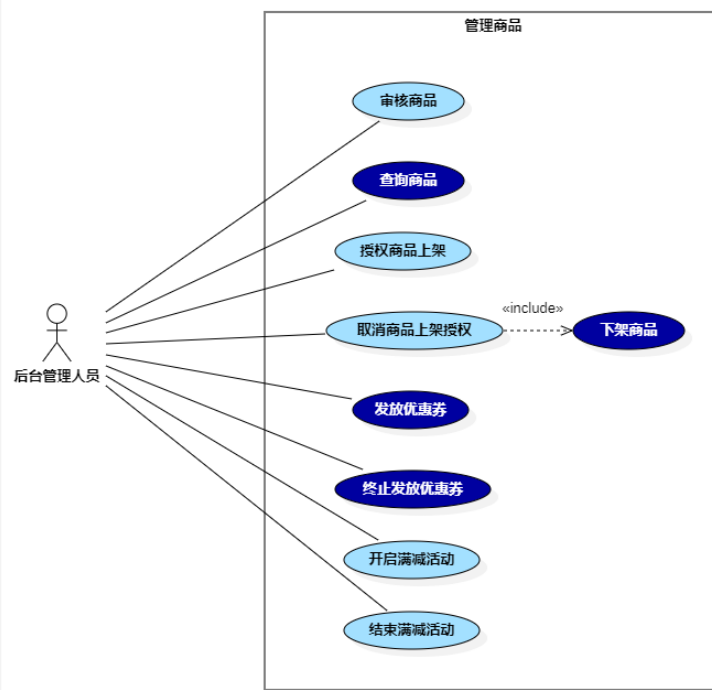 管理商品
审核商品
查询商品
授权商品上架
«include»
取消商品上架授权
下架商品
后台管理人员
发放优惠券
终止发放优惠券
开启满减活动
结束满减活动